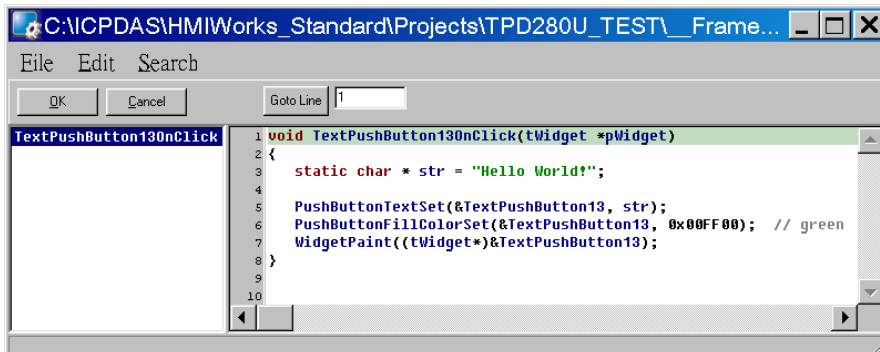 C:\ICPDAS\HMIWorks_Standard\Projects\TPD280U_TEST\__Frame...
File Edit Search
OK Cancel Goto Line 1
TextPushButton13OnClick
1 void TextPushButton13OnClick(tWidget *pWidget)
2 {
3 static char * str = "Hello World!";
4
5 PushButtonTextSet(&TextPushButton13, str);
6 PushButtonFillColorSet(&TextPushButton13, 0x00FF00); // green
7 WidgetPaint((tWidget*)&TextPushButton13);
8 }
9
10